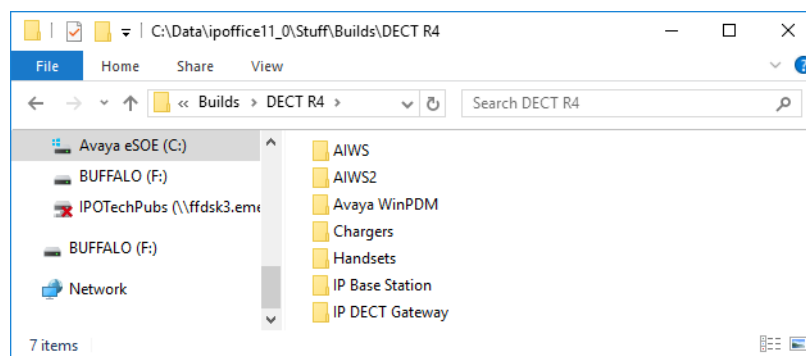 C:\Data\ipoffice11_0\Stuff\Builds\DECT R4
File Home Share View
« Builds > DECT R4 >
Search DECT R4
Avaya eSOE (C:)
BUFFALO (F:)
IPOTechPubs (\\ffdsk3.eme
BUFFALO (F:)
Network
AIWS
AIWS2
Avaya WinPDM
Chargers
Handsets
IP Base Station
IP DECT Gateway
7 items